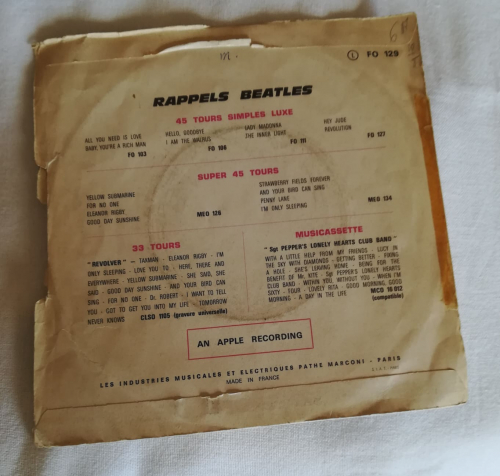 Ⓛ FO 129
RAPPELS BEATLES
45 TOURS SIMPLES LUXE
ALL YOU NEED IS LOVE
BABY, YOU'RE A RICH MAN
FO 103
HELLO, GOODBYE
I AM THE WALRUS
FO 106
LADY MADONNA
THE INNER LIGHT
FO 111
HEY JUDE
REVOLUTION
FO 127
SUPER 45 TOURS
YELLOW SUBMARINE
FOR NO ONE
ELEANOR RIGBY
GOOD DAY SUNSHINE
MEO 126
STRAWBERRY FIELDS FOREVER
AND YOUR BIRD CAN SING
PENNY LANE
I'M ONLY SLEEPING
MEO 134
33 TOURS
"REVOLVER" - TAXMAN - ELEANOR RIGBY - I'M
ONLY SLEEPING - LOVE YOU TO - HERE, THERE AND
EVERYWHERE - YELLOW SUBMARINE - SHE SAID, SHE
SAID - GOOD DAY SUNSHINE - AND YOUR BIRD CAN
SING - FOR NO ONE - Dr. ROBERT - I WANT TO TELL
YOU - GOT TO GET YOU INTO MY LIFE - TOMORROW
NEVER KNOWS CLSO 1105 (gravure universelle)
MUSICASSETTE
"Sgt PEPPER'S LONELY HEARTS CLUB BAND"
WITH A LITTLE HELP FROM MY FRIENDS - LUCY IN
THE SKY WITH DIAMONDS - GETTING BETTER - FIXING
A HOLE - SHE'S LEAVING HOME - BEING FOR THE
BENEFIT OF Mr. KITE - Sgt PEPPER'S LONELY HEARTS
CLUB BAND - WITHIN YOU WITHOUT YOU - WHEN I'M
SIXTY - FOUR - LOVELY RITA - GOOD MORNING, GOOD
MORNING - A DAY IN THE LIFE
MCO 16 012
(compatible)
AN APPLE RECORDING
LES INDUSTRIES MUSICALES ET ELECTRIQUES PATHE MARCONI - PARIS
MADE IN FRANCE